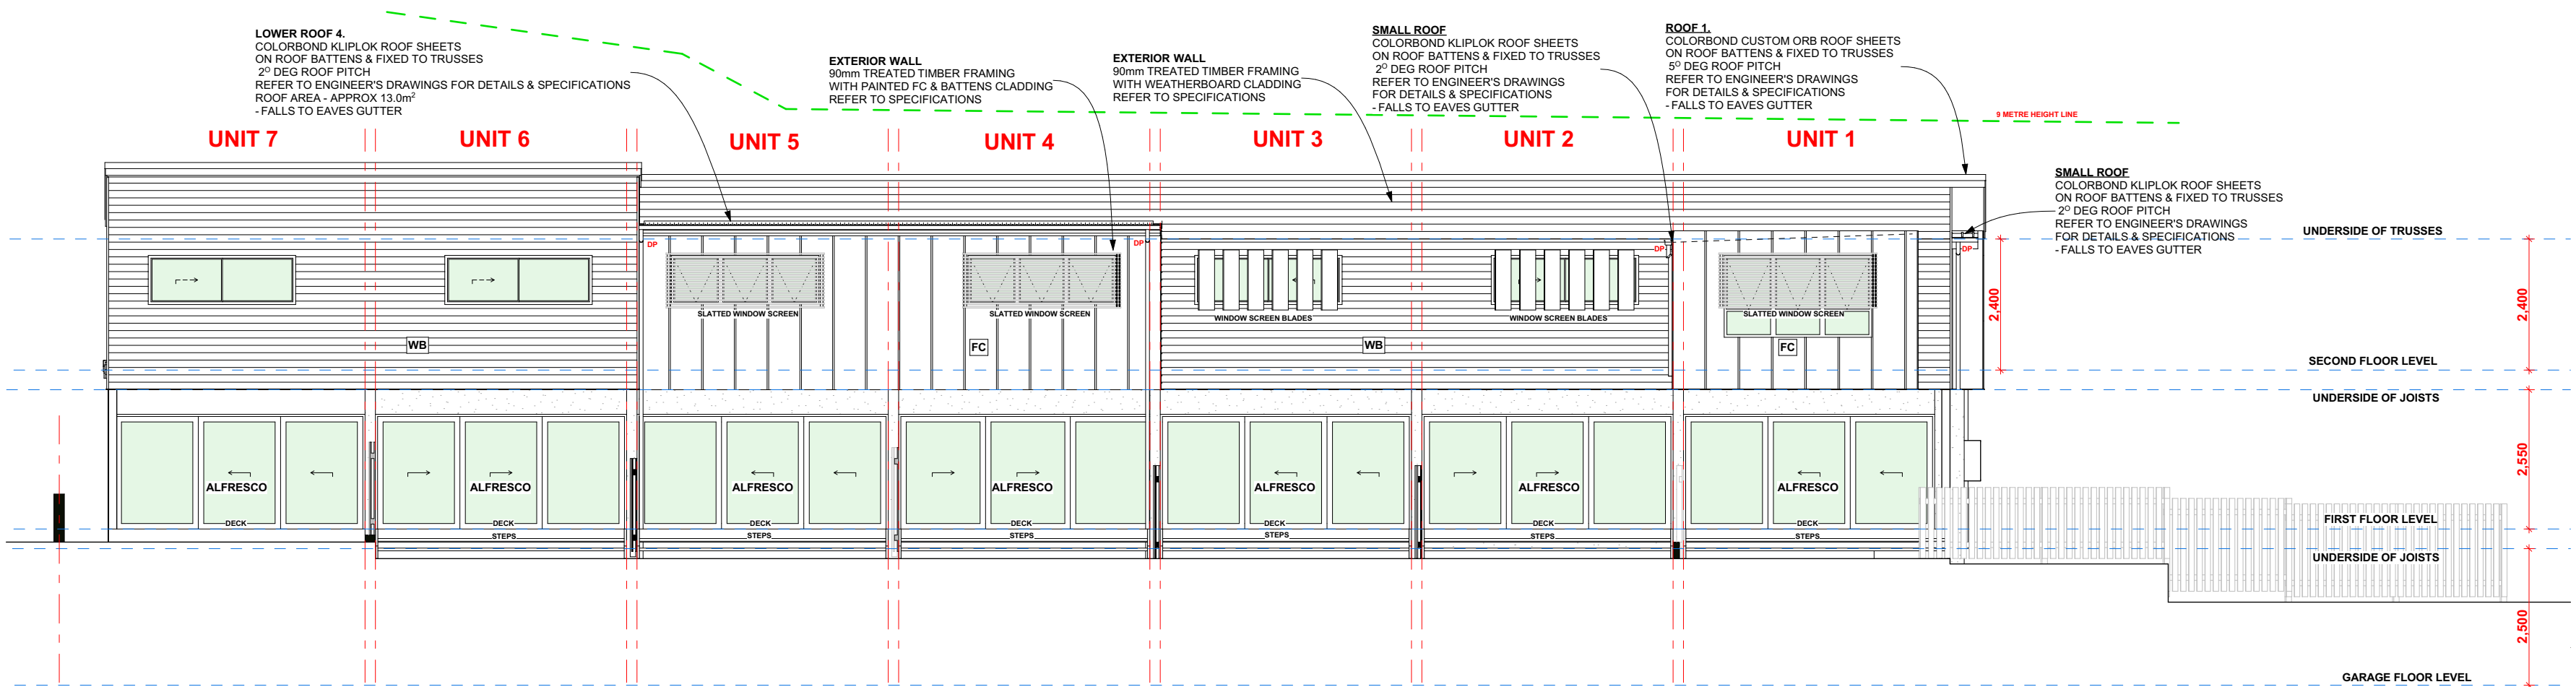 LOWER ROOF 4.
COLORBOND KLIPLOK ROOF SHEETS
ON ROOF BATTENS & FIXED TO TRUSSES
2⁰ DEG ROOF PITCH
REFER TO ENGINEER'S DRAWINGS FOR DETAILS & SPECIFICATIONS
ROOF AREA - APPROX 13.0m²
- FALLS TO EAVES GUTTER
EXTERIOR WALL
90mm TREATED TIMBER FRAMING
WITH PAINTED FC & BATTENS CLADDING
REFER TO SPECIFICATIONS
EXTERIOR WALL
90mm TREATED TIMBER FRAMING
WITH WEATHERBOARD CLADDING
REFER TO SPECIFICATIONS
SMALL ROOF
COLORBOND KLIPLOK ROOF SHEETS
ON ROOF BATTENS & FIXED TO TRUSSES
2⁰ DEG ROOF PITCH
REFER TO ENGINEER'S DRAWINGS
FOR DETAILS & SPECIFICATIONS
- FALLS TO EAVES GUTTER
ROOF 1.
COLORBOND CUSTOM ORB ROOF SHEETS
ON ROOF BATTENS & FIXED TO TRUSSES
5⁰ DEG ROOF PITCH
REFER TO ENGINEER'S DRAWINGS
FOR DETAILS & SPECIFICATIONS
- FALLS TO EAVES GUTTER
9 METRE HEIGHT LINE
UNIT 7
UNIT 6
UNIT 5
UNIT 4
UNIT 3
UNIT 2
UNIT 1
SMALL ROOF
COLORBOND KLIPLOK ROOF SHEETS
ON ROOF BATTENS & FIXED TO TRUSSES
2⁰ DEG ROOF PITCH
REFER TO ENGINEER'S DRAWINGS
FOR DETAILS & SPECIFICATIONS
- FALLS TO EAVES GUTTER
UNDERSIDE OF TRUSSES
DP
DP
DP
DP
SLATTED WINDOW SCREEN
SLATTED WINDOW SCREEN
WINDOW SCREEN BLADES
WINDOW SCREEN BLADES
SLATTED WINDOW SCREEN
2,400
2,400
WB
FC
WB
FC
SECOND FLOOR LEVEL
UNDERSIDE OF JOISTS
2,550
ALFRESCO
ALFRESCO
ALFRESCO
ALFRESCO
ALFRESCO
ALFRESCO
ALFRESCO
DECK
DECK
DECK
DECK
DECK
DECK
DECK
FIRST FLOOR LEVEL
STEPS
STEPS
STEPS
STEPS
STEPS
STEPS
UNDERSIDE OF JOISTS
2,500
GARAGE FLOOR LEVEL